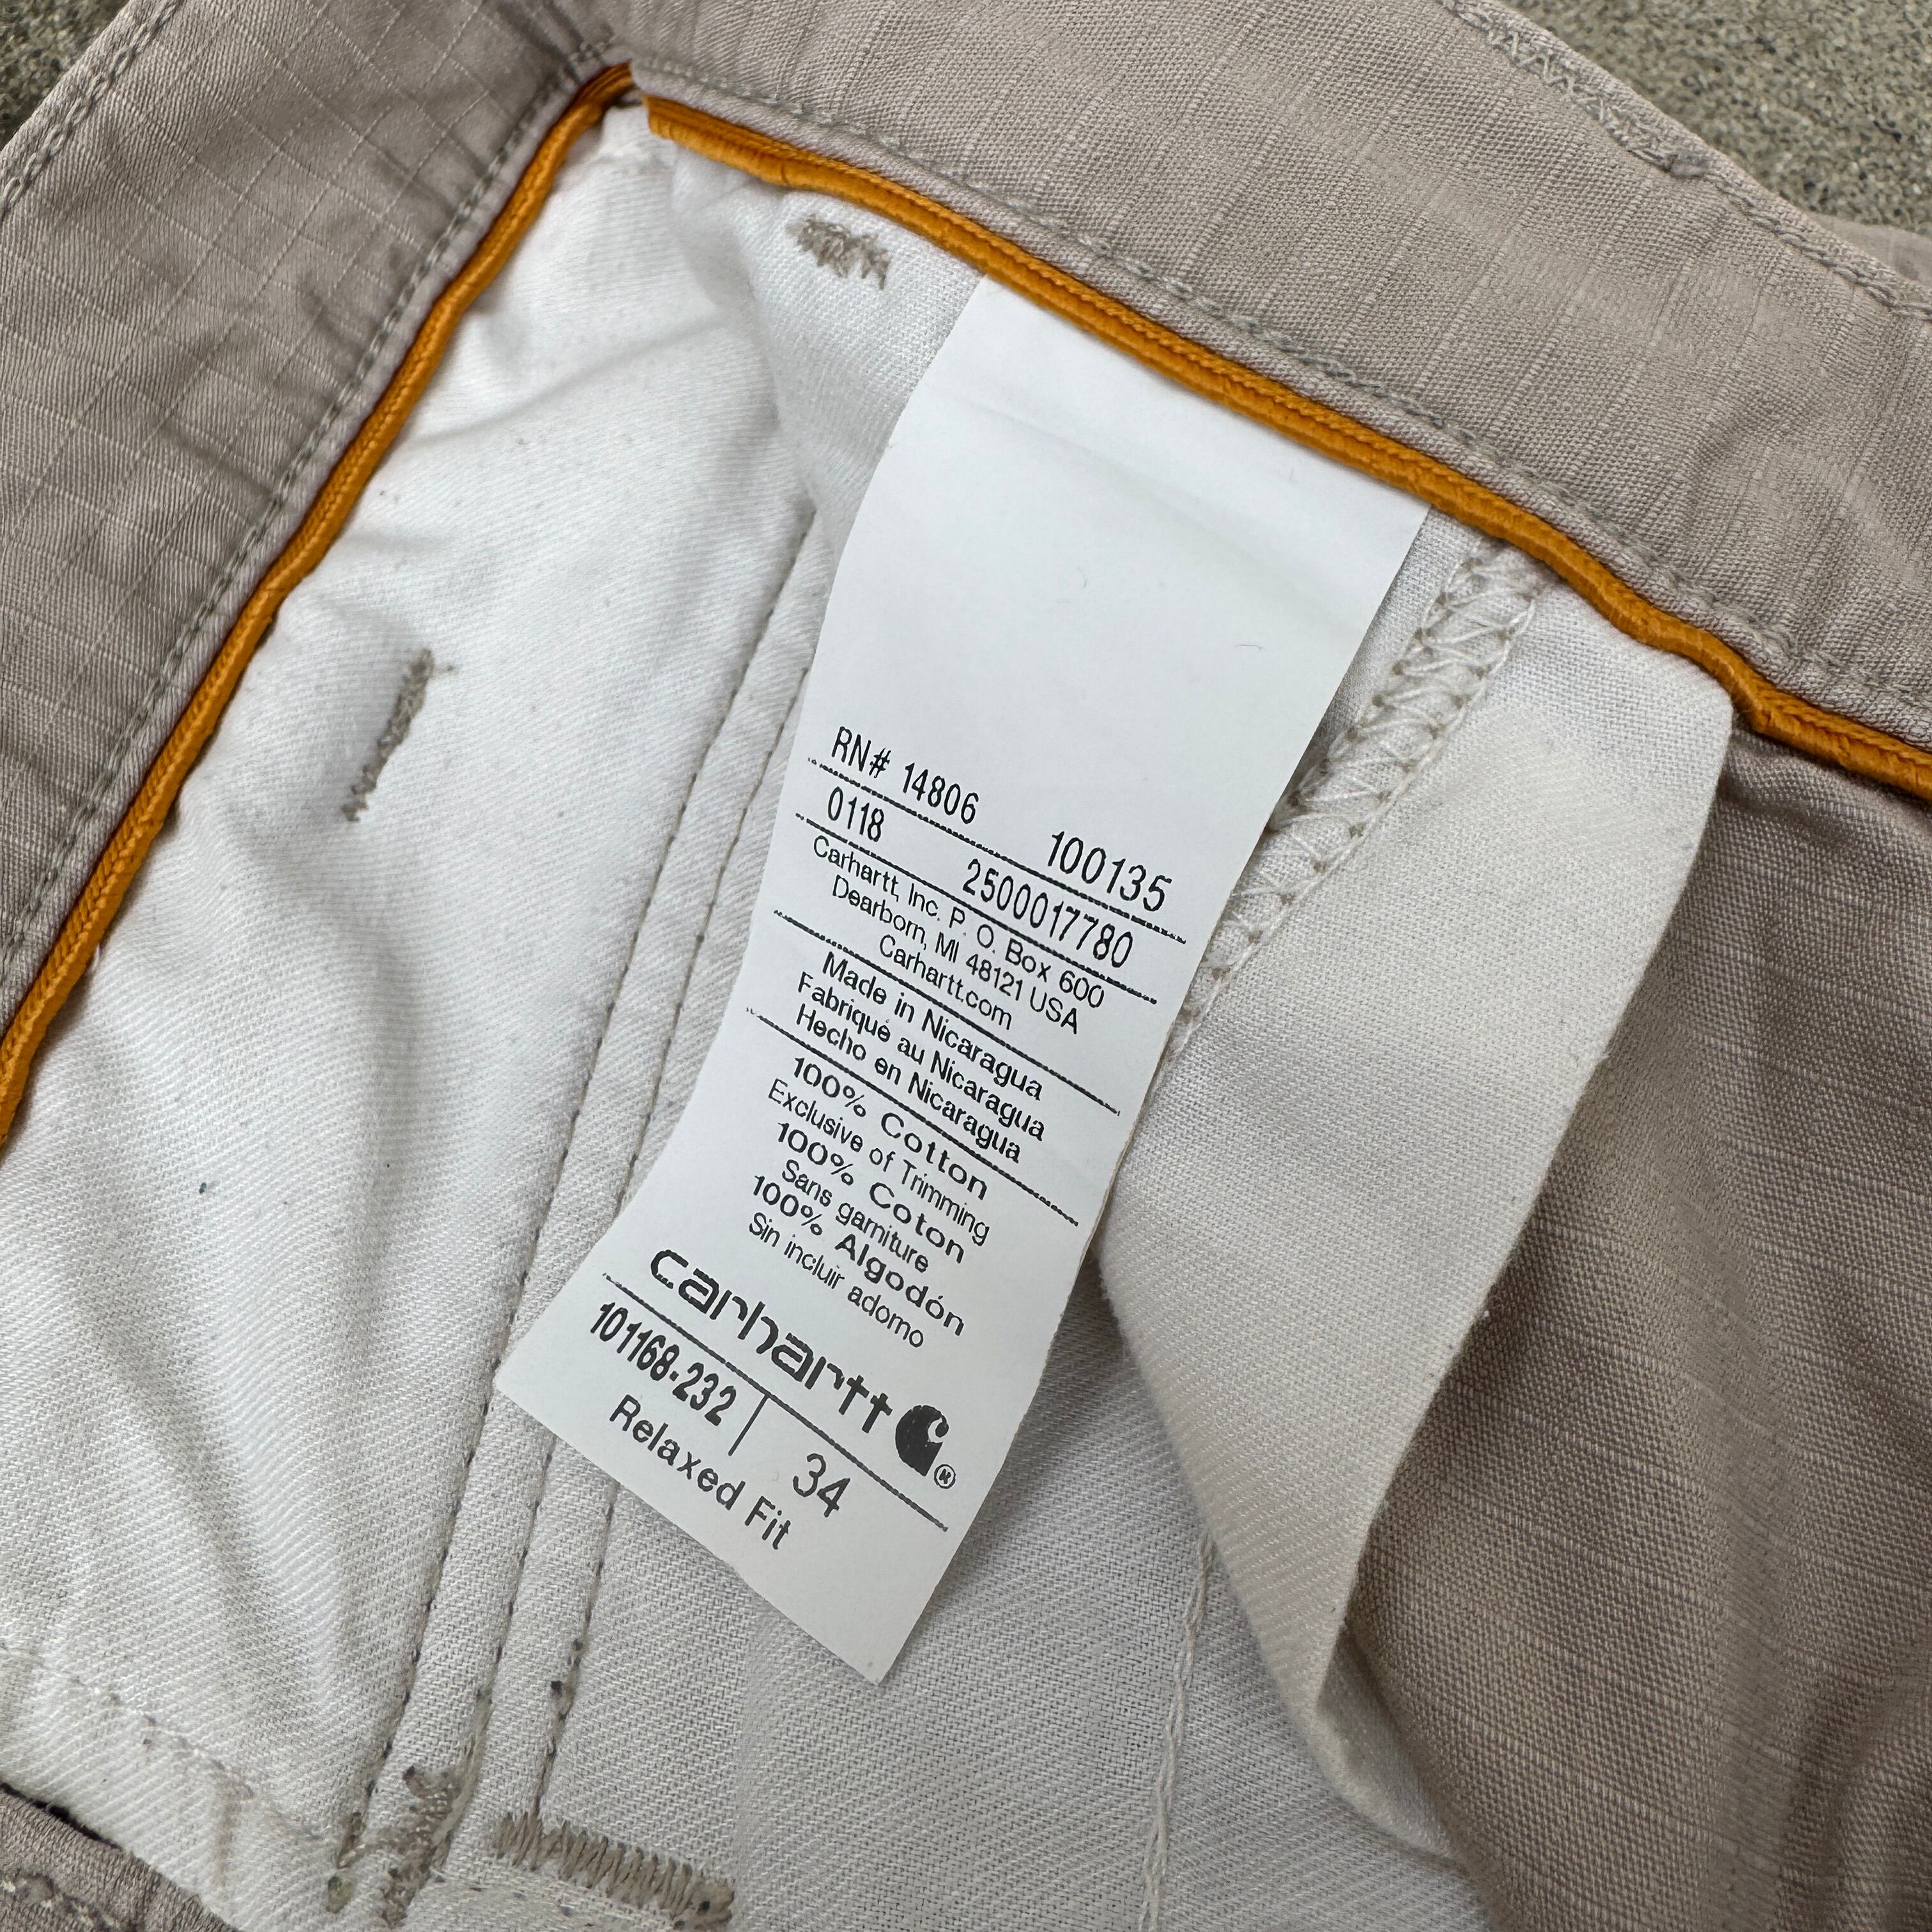 RN# 14806 100135
0118 2500017780
Carhartt, Inc. P. O. Box 600
Dearborn, MI 48121 USA
Carhartt.com
Made in Nicaragua
Fabriqué au Nicaragua
Hecho en Nicaragua
100% Cotton
Exclusive of Trimming
100% Coton
Sans garniture
100% Algodón
Sin incluir adorno
carhartt ®
101168-232 34
Relaxed Fit